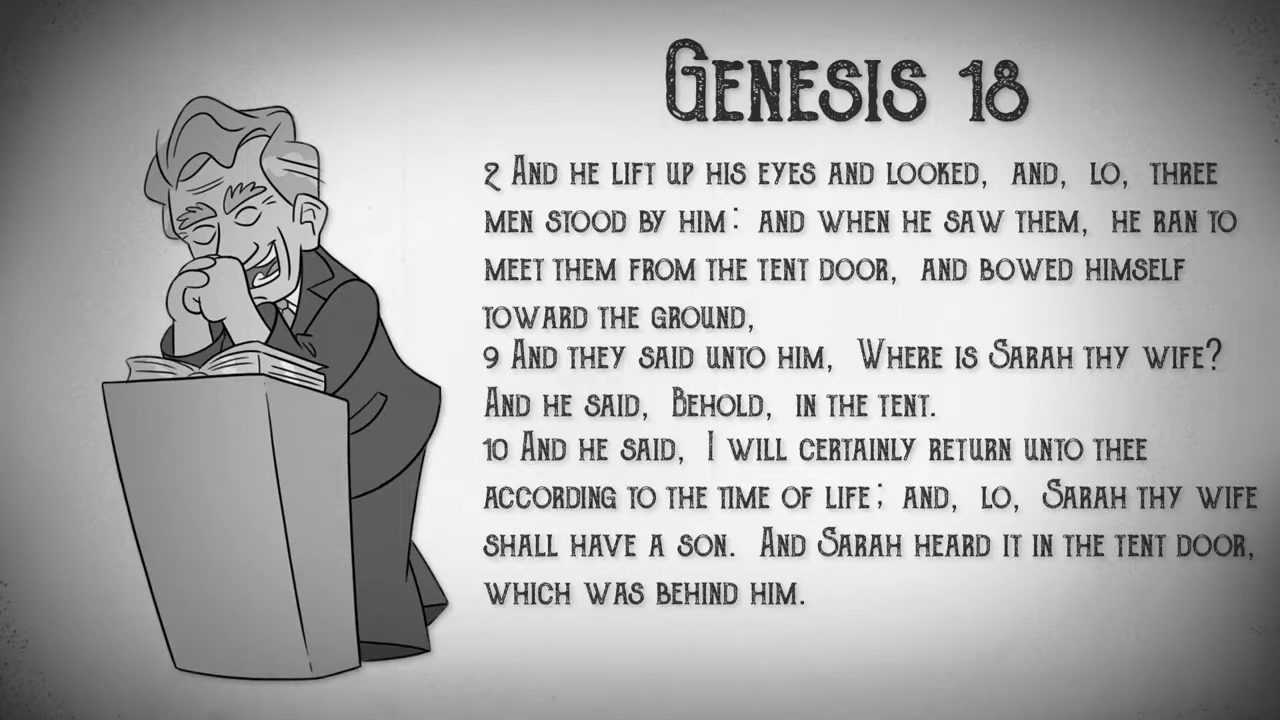 Genesis 18
2 And he lift up his eyes and looked, and, lo, three
men stood by him: and when he saw them, he ran to
meet them from the tent door, and bowed himself
toward the ground,
9 And they said unto him, Where is Sarah thy wife?
And he said, Behold, in the tent.
10 And he said, I will certainly return unto thee
according to the time of life; and, lo, Sarah thy wife
shall have a son. And Sarah heard it in the tent door,
which was behind him.